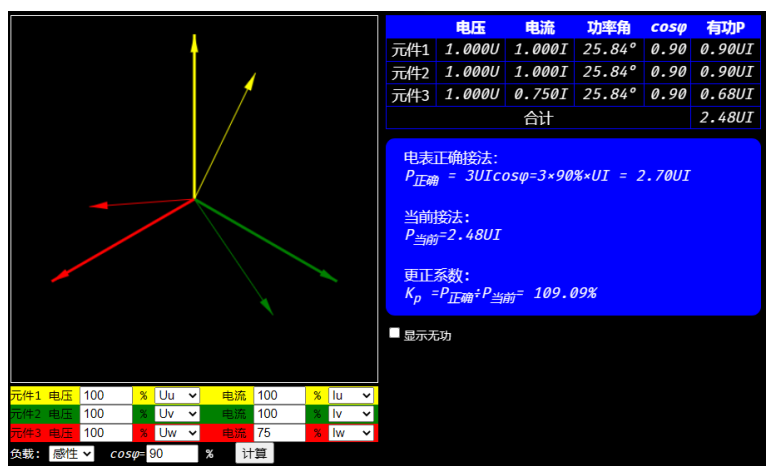 电压 电流 功率角 cosφ 有功P
元件1 1.000U 1.000I 25.84° 0.90 0.90UI
元件2 1.000U 1.000I 25.84° 0.90 0.90UI
元件3 1.000U 0.750I 25.84° 0.90 0.68UI
合计 2.48UI
电表正确接法:
P正确 = 3UIcosφ=3×90%×UI = 2.70UI
当前接法:
P当前=2.48UI
更正系数:
Kp =P正确÷P当前= 109.09%
显示无功
元件1 电压 100 % Uu 电流 100 % Iu
元件2 电压 100 % Uv 电流 100 % Iv
元件3 电压 100 % Uw 电流 75 % Iw
负载: 感性 cosφ=90 % 计算